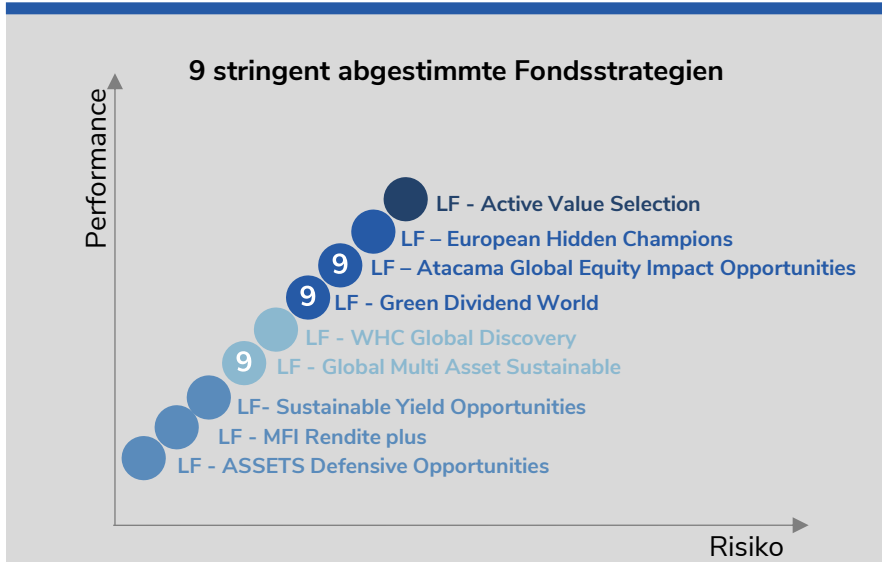 9 stringent abgestimmte Fondsstrategien
Performance
LF - Active Value Selection
LF – European Hidden Champions
9 LF – Atacama Global Equity Impact Opportunities
9 LF - Green Dividend World
LF - WHC Global Discovery
9 LF - Global Multi Asset Sustainable
LF- Sustainable Yield Opportunities
LF - MFI Rendite plus
LF - ASSETS Defensive Opportunities
Risiko